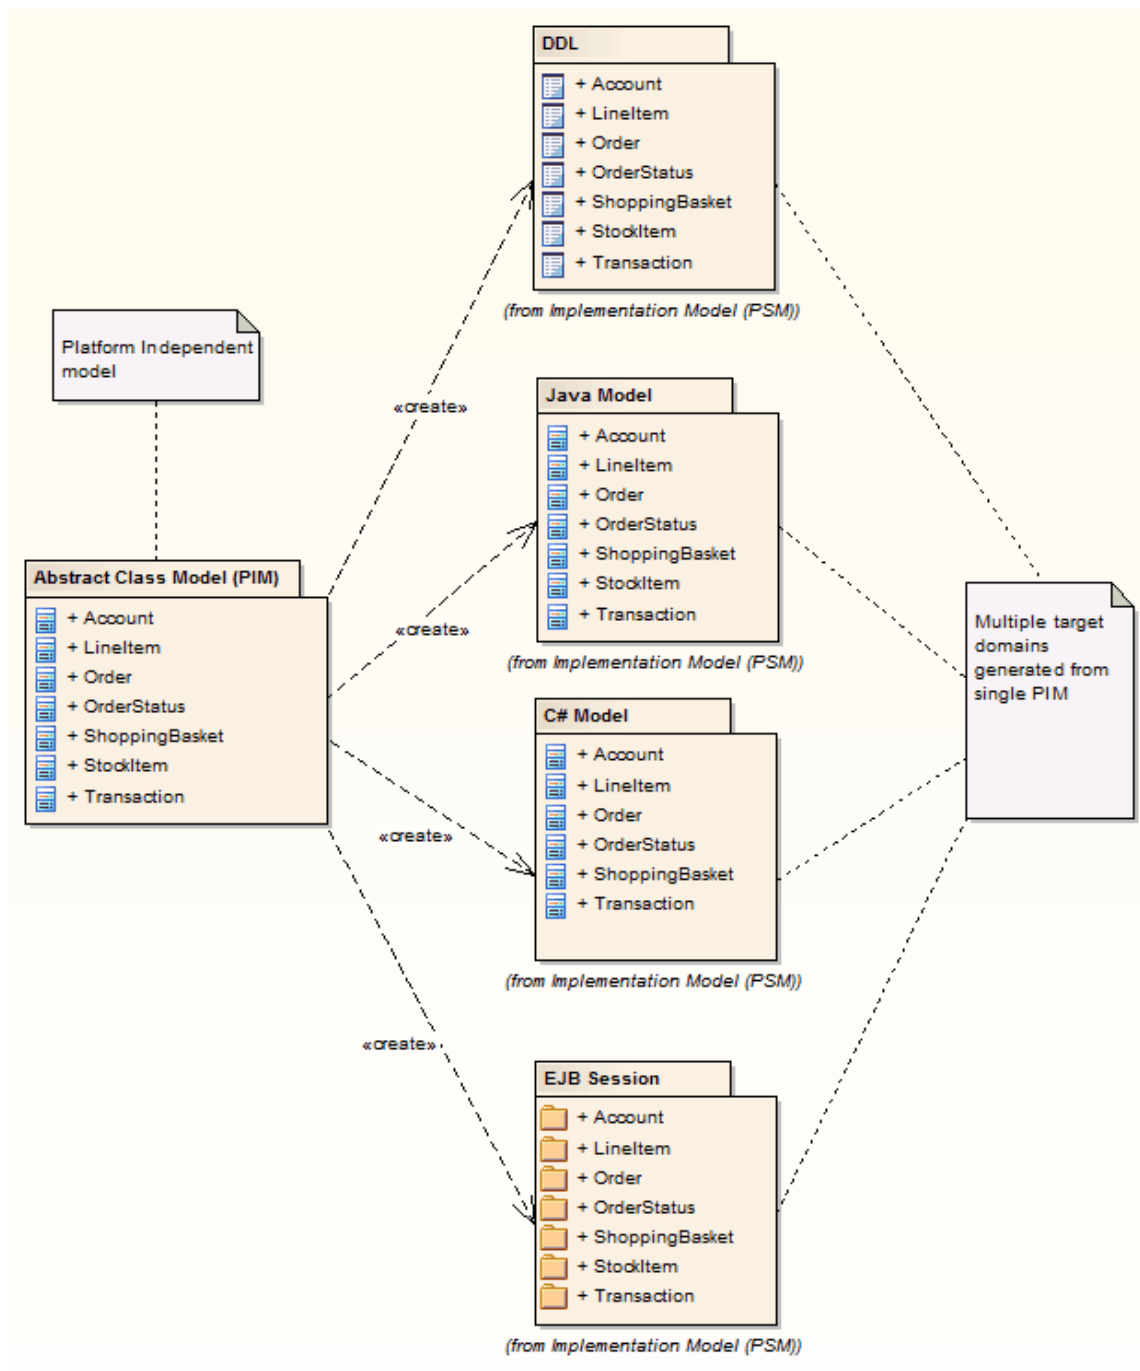 DDL
+ Account
+ LineItem
+ Order
+ OrderStatus
+ ShoppingBasket
+ StockItem
+ Transaction
(from Implementation Model (PSM))
Platform Independent
model
«create»
Java Model
+ Account
+ LineItem
+ Order
+ OrderStatus
+ ShoppingBasket
+ StockItem
+ Transaction
(from Implementation Model (PSM))
«create»
Abstract Class Model (PIM)
+ Account
+ LineItem
+ Order
+ OrderStatus
+ ShoppingBasket
+ StockItem
+ Transaction
Multiple target
domains
generated from
single PIM
C# Model
+ Account
+ LineItem
+ Order
+ OrderStatus
+ ShoppingBasket
+ Transaction
(from Implementation Model (PSM))
«create»
«create»
EJB Session
+ Account
+ LineItem
+ Order
+ OrderStatus
+ ShoppingBasket
+ StockItem
+ Transaction
(from Implementation Model (PSM))